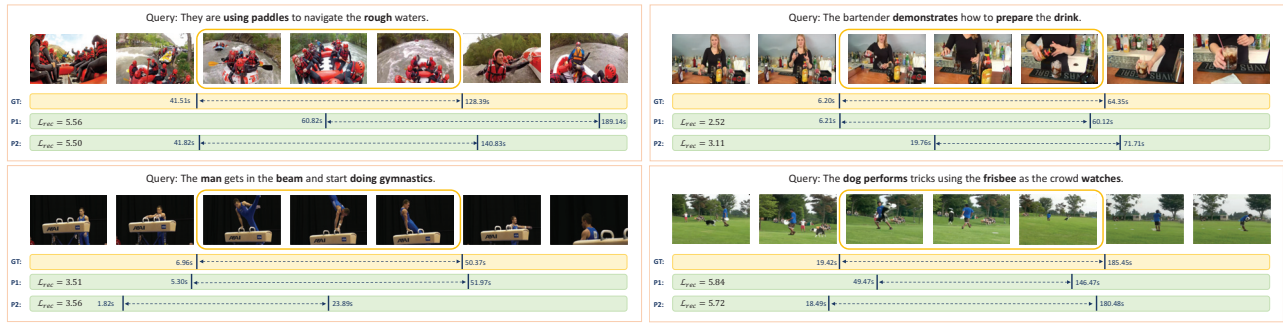 Query: They are using paddles to navigate the rough waters.
GT: 41.51s 128.39s
P1: ℒrec = 5.56 60.82s 189.14s
P2: ℒrec = 5.50 41.82s 140.83s
Query: The bartender demonstrates how to prepare the drink.
GT: 6.20s 64.35s
P1: ℒrec = 2.52 6.21s 60.12s
P2: ℒrec = 3.11 19.76s 71.71s
Query: The man gets in the beam and start doing gymnastics.
GT: 6.96s 50.37s
P1: ℒrec = 3.51 5.30s 51.97s
P2: ℒrec = 3.56 1.82s 23.89s
Query: The dog performs tricks using the frisbee as the crowd watches.
GT: 19.42s 185.45s
P1: ℒrec = 5.84 49.47s 146.47s
P2: ℒrec = 5.72 18.49s 180.48s